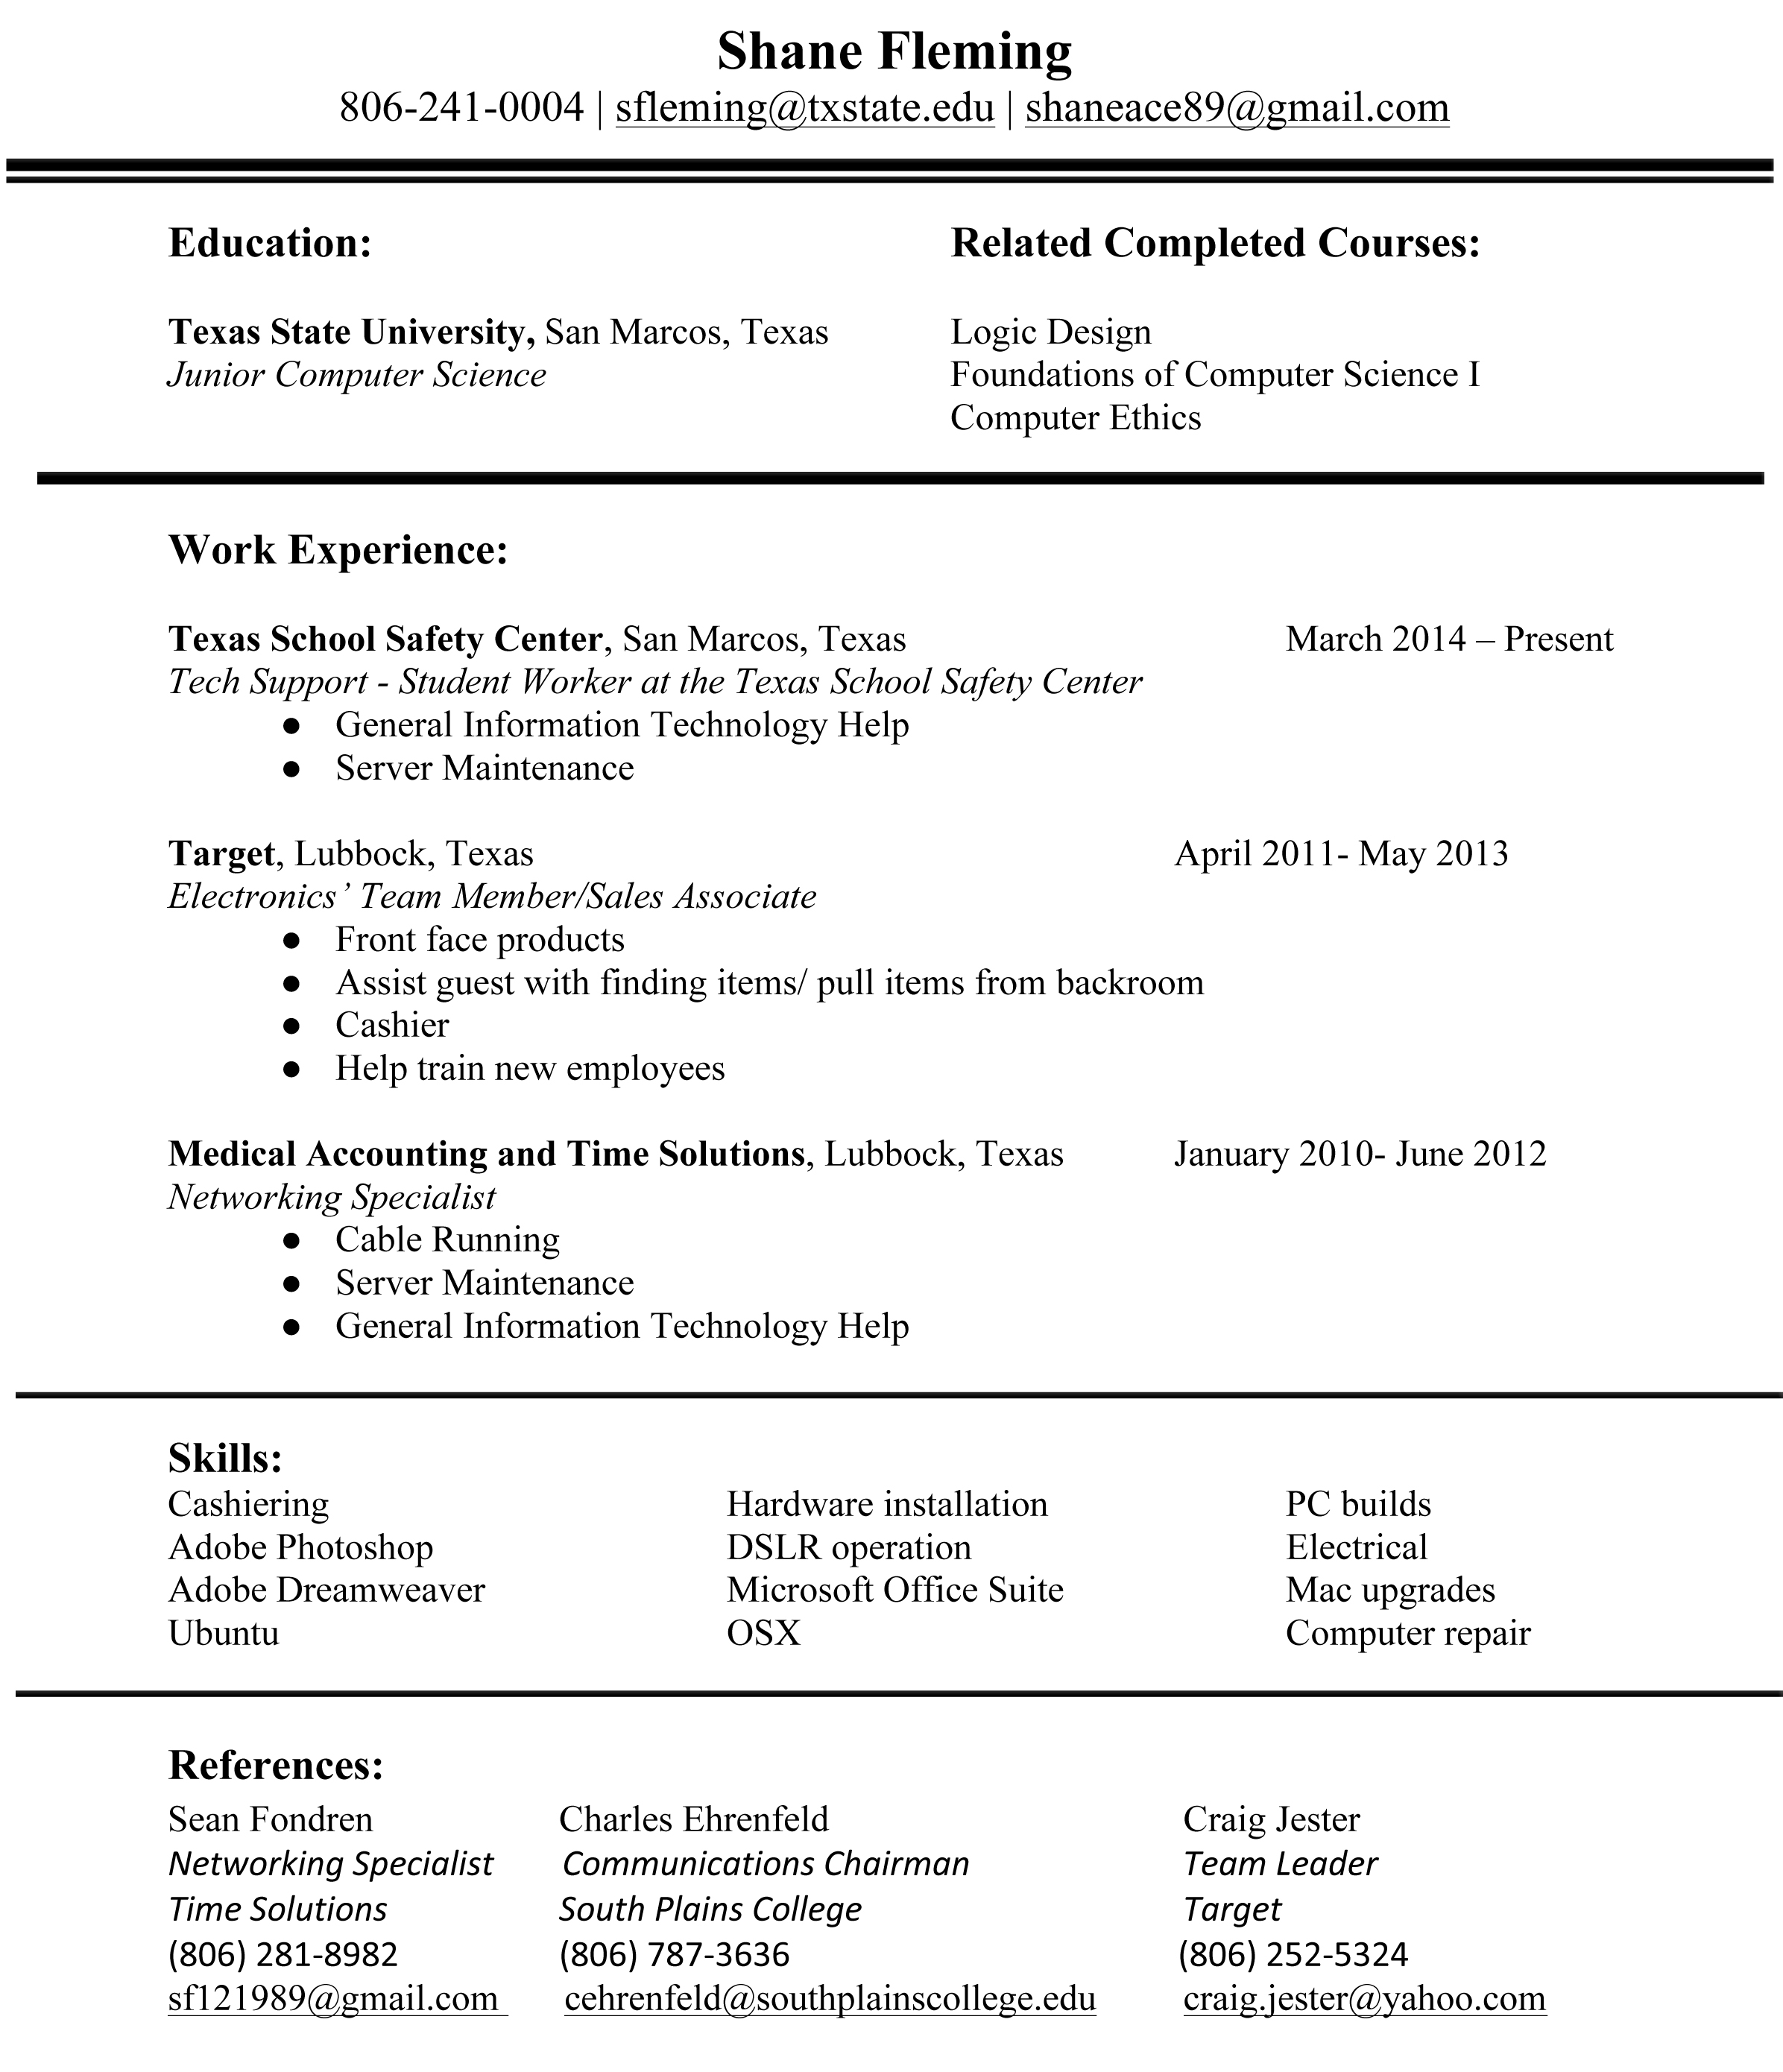 Shane Fleming
806-241-0004 | sfleming@txstate.edu | shaneace89@gmail.com
Education: Related Completed Courses:
Texas State University, San Marcos, Texas Logic Design
Junior Computer Science Foundations of Computer Science I
Computer Ethics
Work Experience:
Texas School Safety Center, San Marcos, Texas March 2014 – Present
Tech Support - Student Worker at the Texas School Safety Center
● General Information Technology Help
● Server Maintenance
Target, Lubbock, Texas April 2011- May 2013
Electronics’ Team Member/Sales Associate
● Front face products
● Assist guest with finding items/ pull items from backroom
● Cashier
● Help train new employees
Medical Accounting and Time Solutions, Lubbock, Texas January 2010- June 2012
Networking Specialist
● Cable Running
● Server Maintenance
● General Information Technology Help
Skills:
Cashiering Hardware installation PC builds
Adobe Photoshop DSLR operation Electrical
Adobe Dreamweaver Microsoft Office Suite Mac upgrades
Ubuntu OSX Computer repair
References:
Sean Fondren Charles Ehrenfeld Craig Jester
Networking Specialist Communications Chairman Team Leader
Time Solutions South Plains College Target
(806) 281-8982 (806) 787-3636 (806) 252-5324
sf121989@gmail.com cehrenfeld@southplainscollege.edu craig.jester@yahoo.com